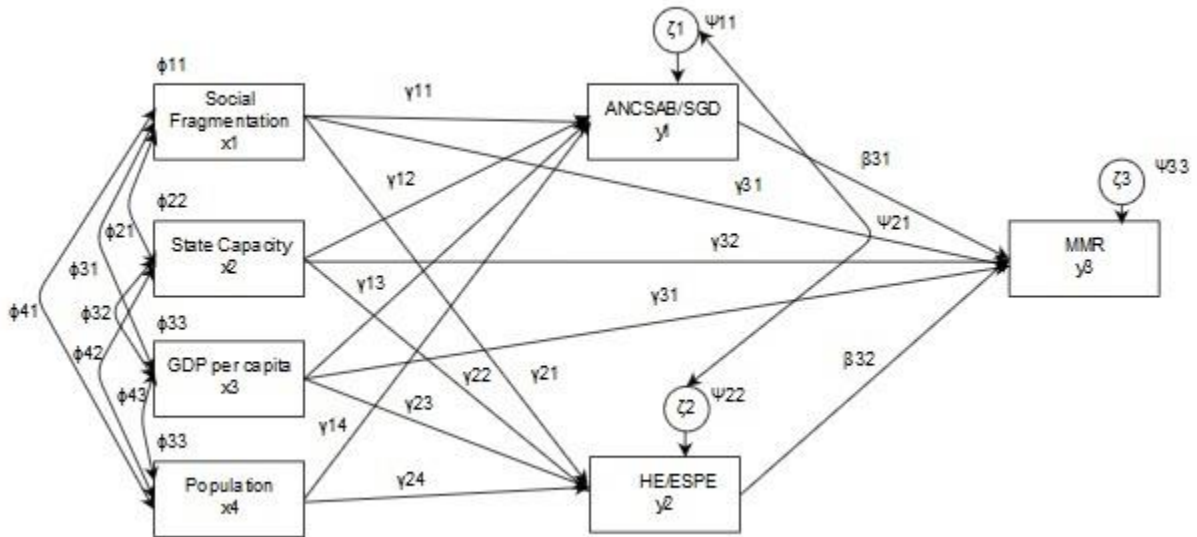 ϕ11
Social
Fragmentation
x1
ϕ22
State Capacity
x2
ϕ33
GDP per capita
x3
ϕ33
Population
x4
ϕ21
ϕ31
ϕ41
ϕ32
ϕ42
ϕ43
γ11
γ12
γ13
γ14
γ21
γ22
γ23
γ24
γ31
γ32
γ31
ζ1
Ψ11
ANCSAB/SGD
y1
Ψ21
ζ2
Ψ22
HE/ESPE
y2
β31
β32
ζ3
Ψ33
MMR
y3